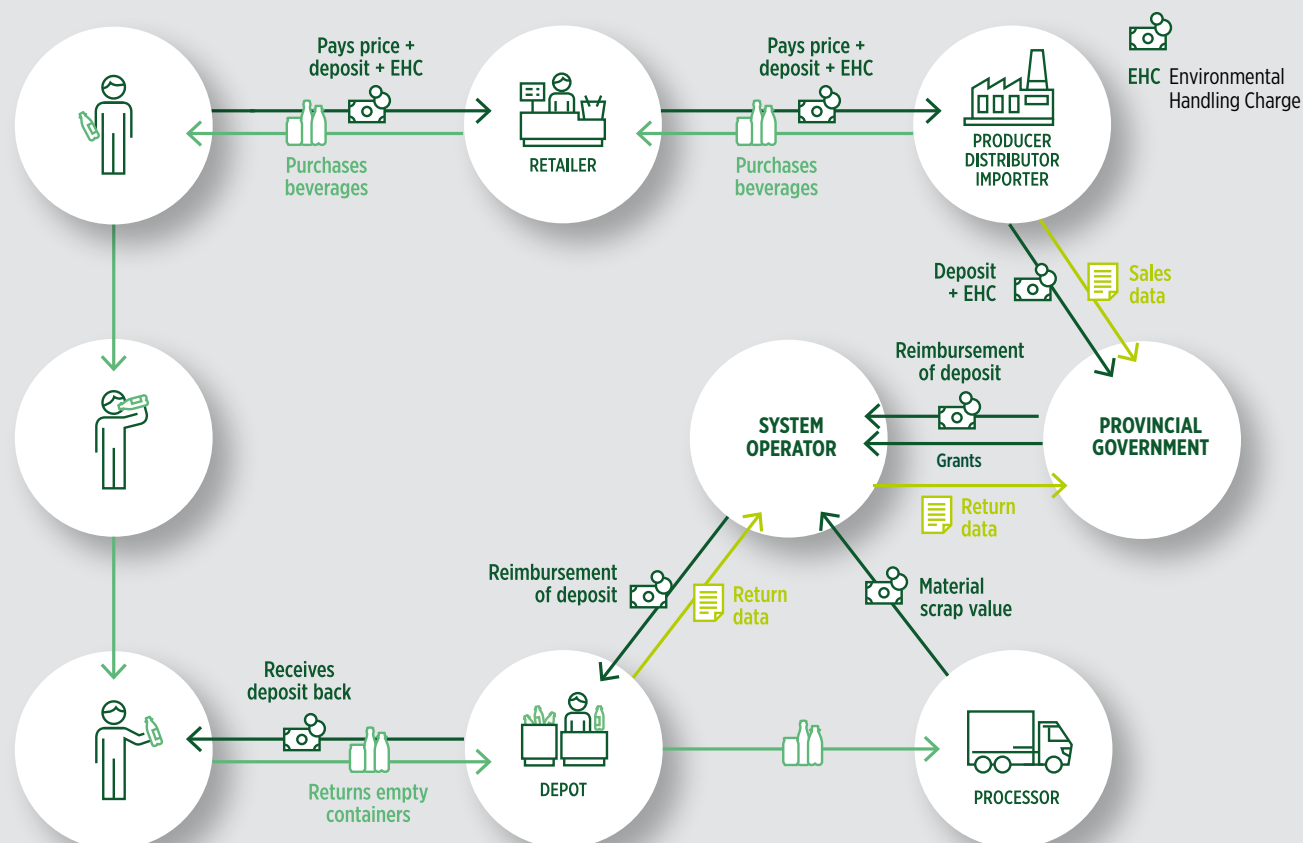 Pays price +
deposit + EHC
Purchases
beverages
RETAILER
Pays price +
deposit + EHC
Purchases
beverages
PRODUCER
DISTRIBUTOR
IMPORTER
EHC Environmental
Handling Charge
Deposit
+ EHC
Sales
data
Reimbursement
of deposit
SYSTEM
OPERATOR
Grants
PROVINCIAL
GOVERNMENT
Return
data
Reimbursement
of deposit
Return
data
Material
scrap value
Receives
deposit back
Returns empty
containers
DEPOT
PROCESSOR